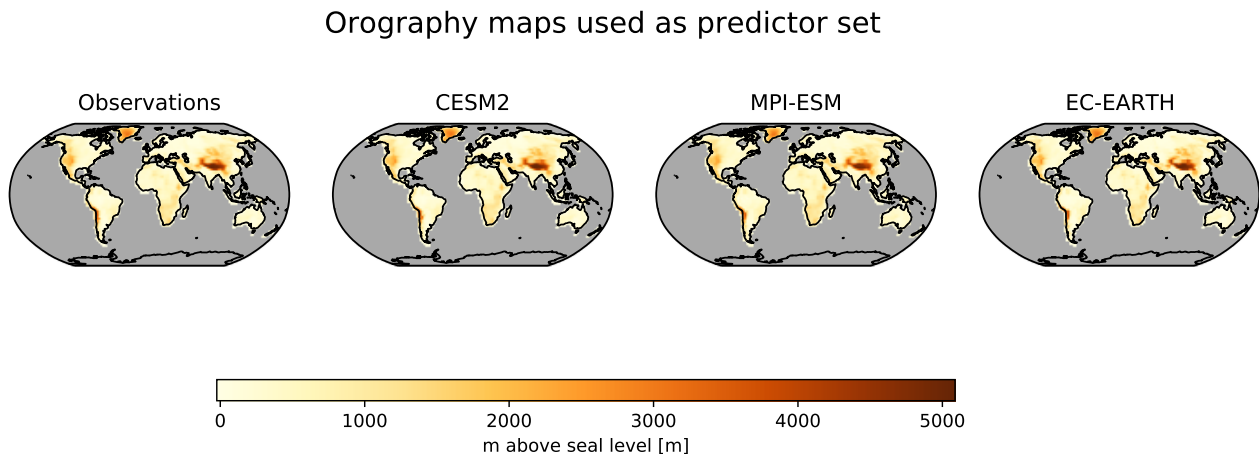 Orography maps used as predictor set
Observations CESM2 MPI-ESM EC-EARTH
0 1000 2000 3000 4000 5000
m above seal level [m]